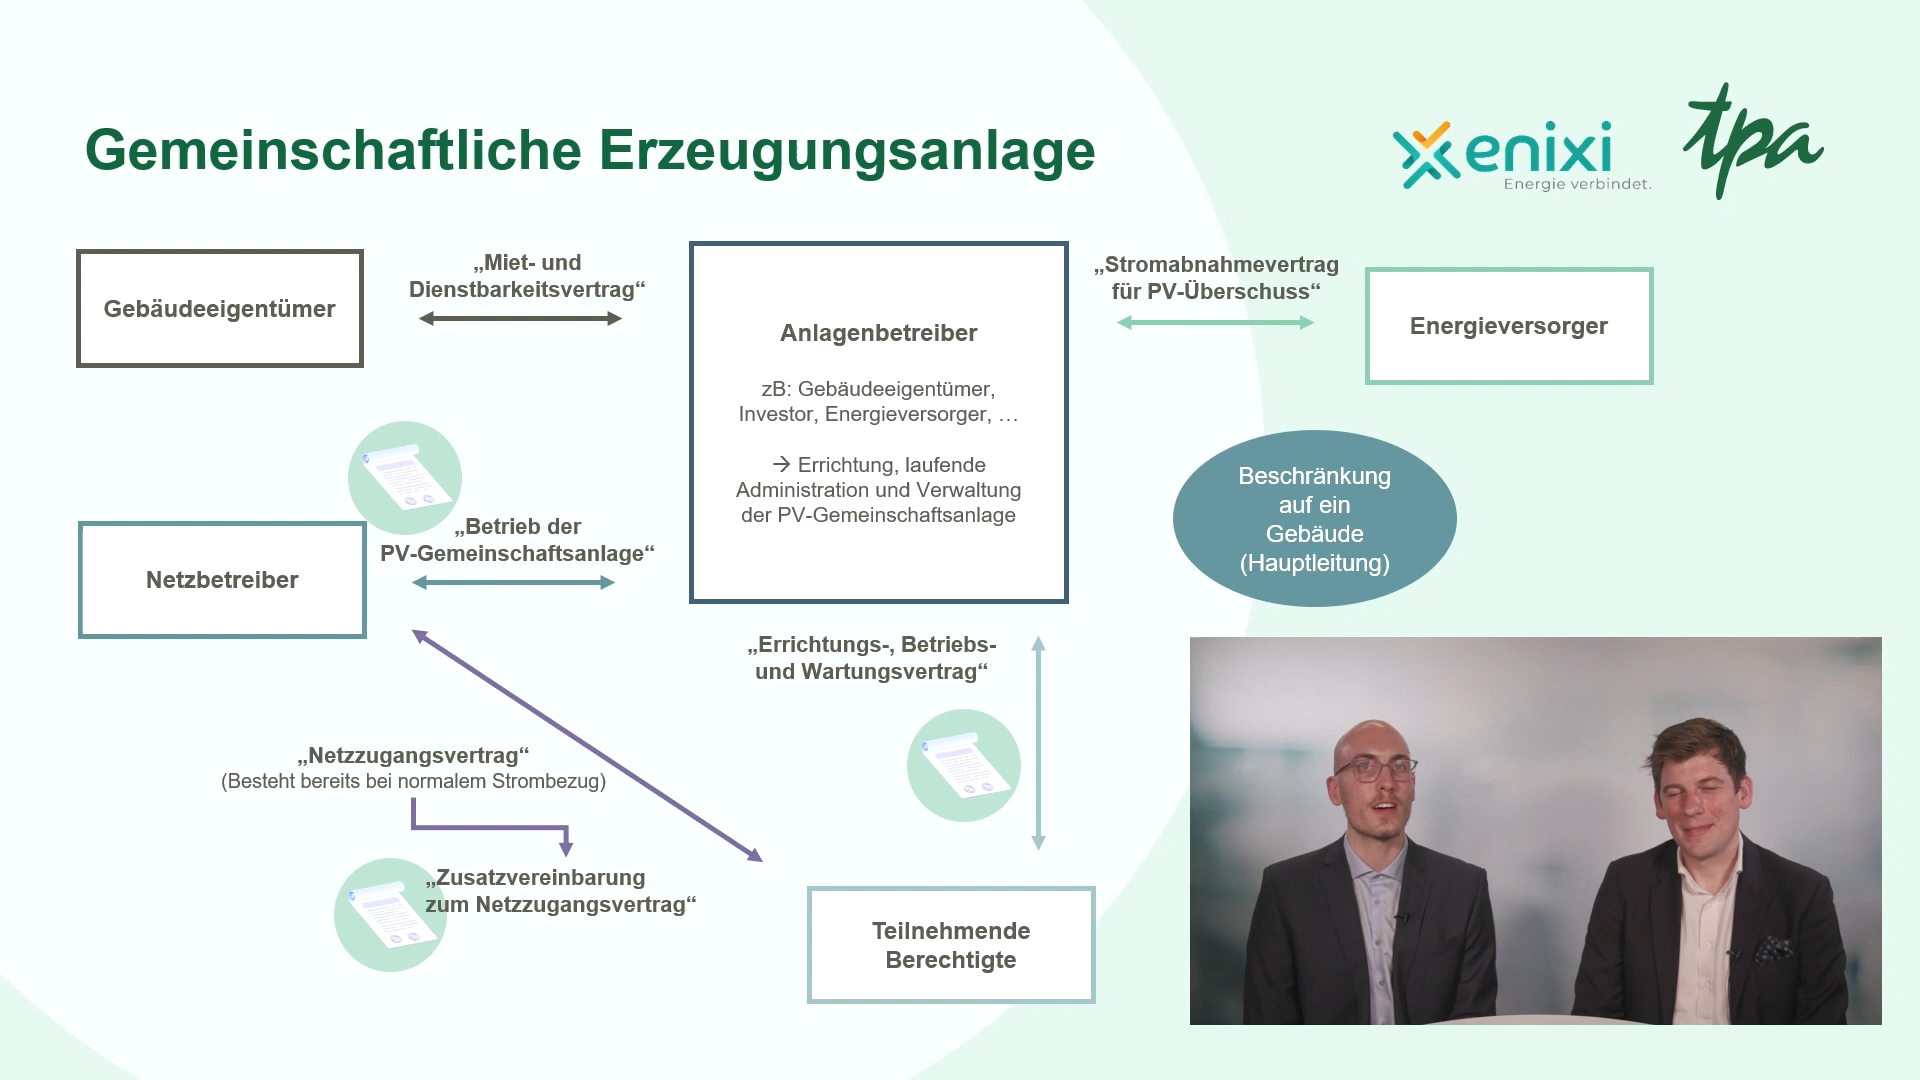 Gemeinschaftliche Erzeugungsanlage
enixi
Energie verbindet.
tpa
Gebäudeeigentümer
„Miet- und
Dienstbarkeitsvertrag“
Anlagenbetreiber
zB: Gebäudeeigentümer,
Investor, Energieversorger, …
→ Errichtung, laufende
Administration und Verwaltung
der PV-Gemeinschaftsanlage
„Stromabnahmevertrag
für PV-Überschuss“
Energieversorger
Beschränkung
auf ein
Gebäude
(Hauptleitung)
Netzbetreiber
„Betrieb der
PV-Gemeinschaftsanlage“
„Errichtungs-, Betriebs-
und Wartungsvertrag“
„Netzzugangsvertrag“
(Besteht bereits bei normalem Strombezug)
„Zusatzvereinbarung
zum Netzzugangsvertrag“
Teilnehmende
Berechtigte